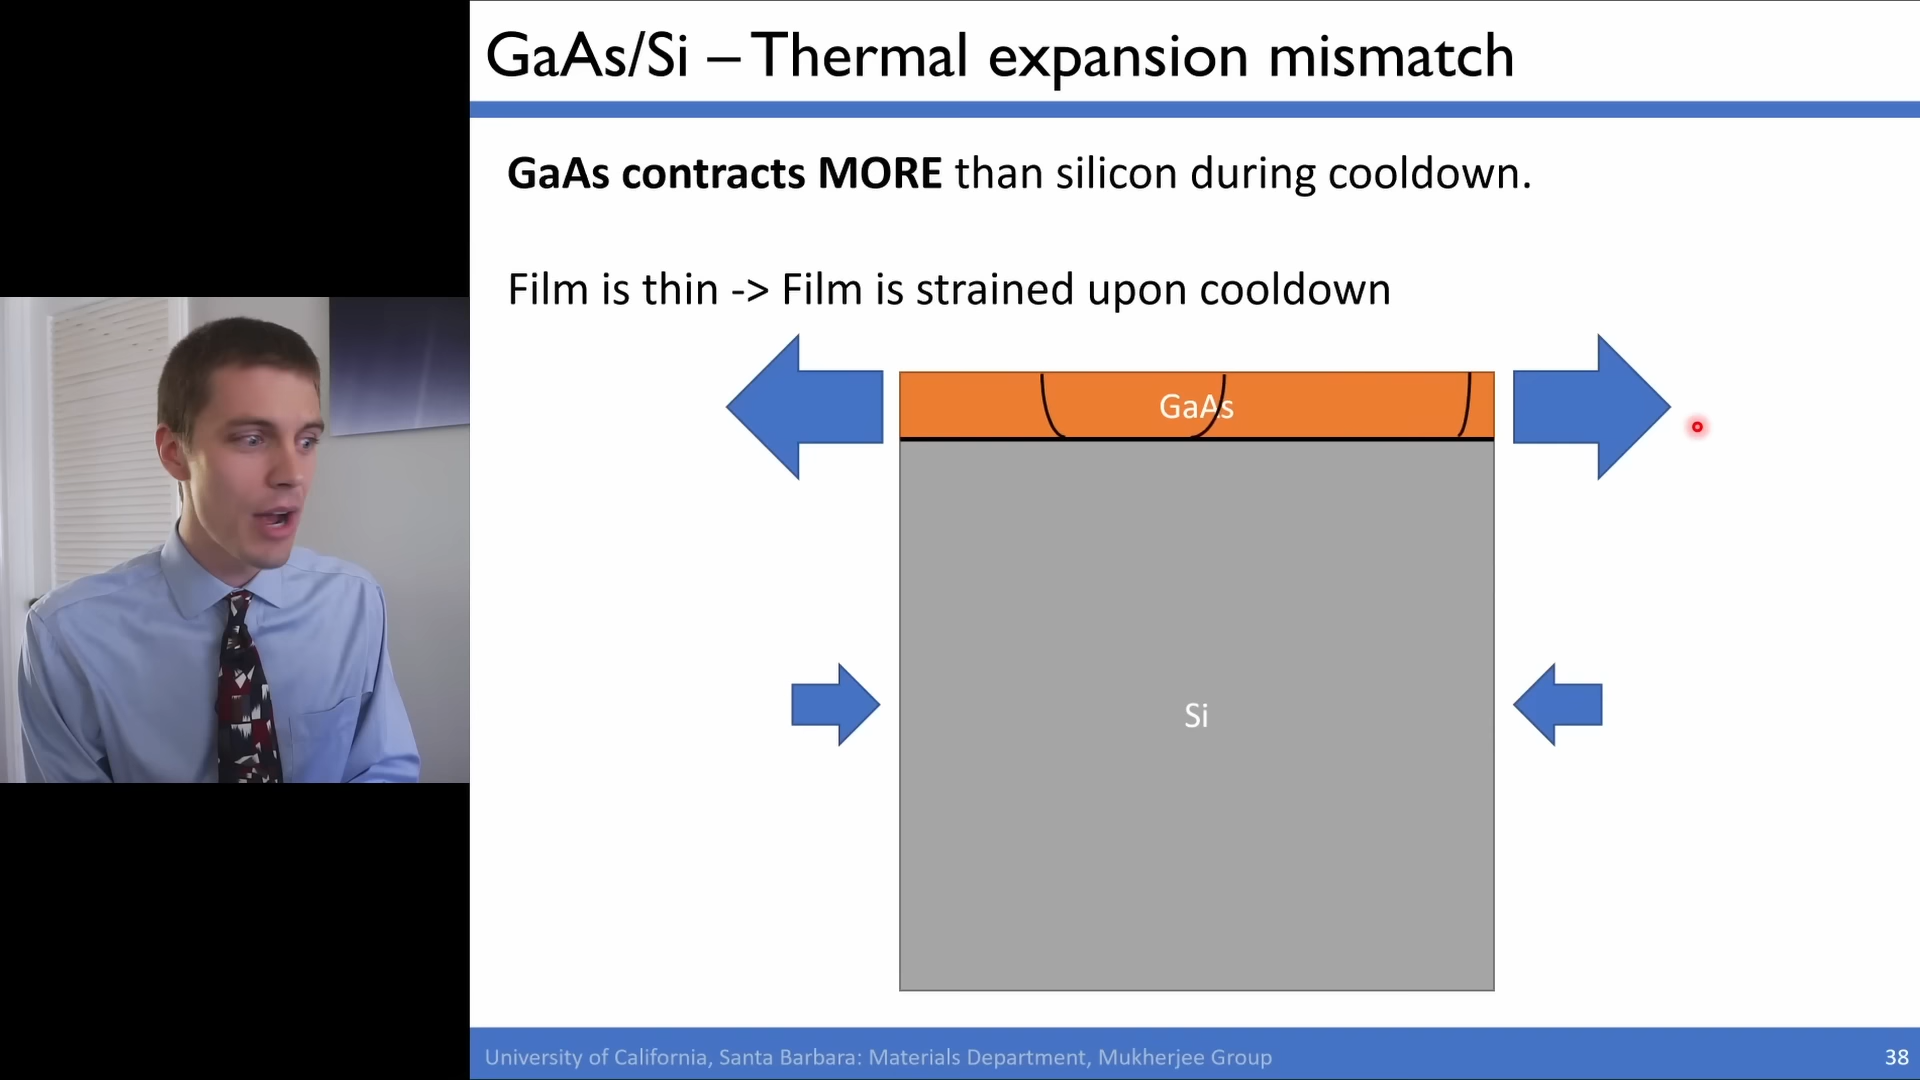 GaAs/Si – Thermal expansion mismatch
GaAs contracts MORE than silicon during cooldown.
Film is thin -> Film is strained upon cooldown
GaAs
Si
University of California, Santa Barbara: Materials Department, Mukherjee Group
38